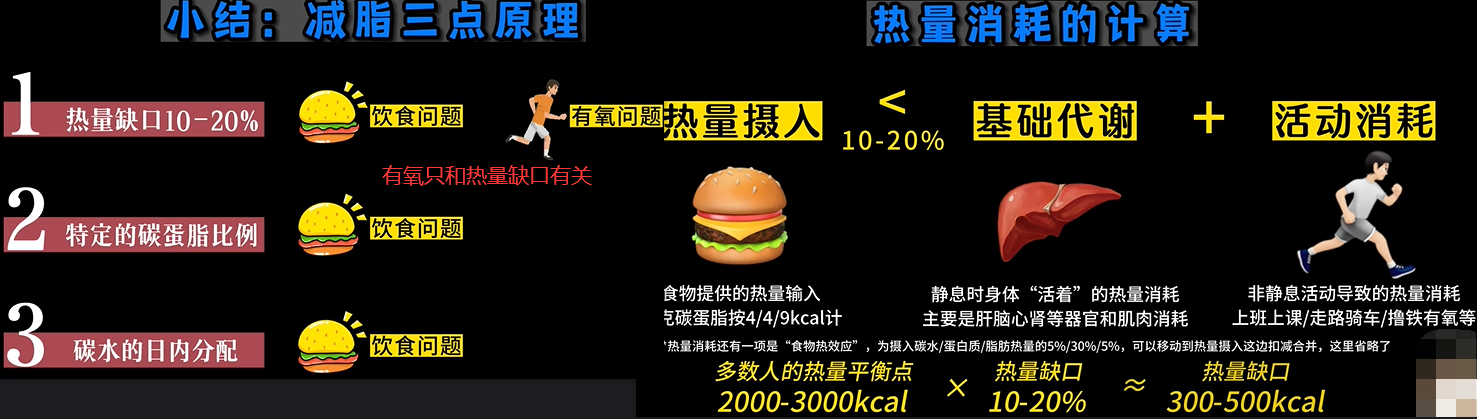 小结：减脂三点原理
1 热量缺口10-20%
饮食问题
有氧问题
有氧只和热量缺口有关
2 特定的碳蛋脂比例
饮食问题
3 碳水的日内分配
饮食问题
热量消耗的计算
热量摄入 < 基础代谢 + 活动消耗
10-20%
食物提供的热量输入
克碳蛋脂按4/4/9kcal计
静息时身体“活着”的热量消耗
主要是肝脑心肾等器官和肌肉消耗
非静息活动导致的热量消耗
上班上课/走路骑车/撸铁有氧等
*热量消耗还有一项是“食物热效应”，为摄入碳水/蛋白质/脂肪热量的5%/30%/5%，可以移动到热量摄入这边扣减合并，这里省略了
多数人的热量平衡点 热量缺口 热量缺口
2000-3000kcal × 10-20% ≈ 300-500kcal